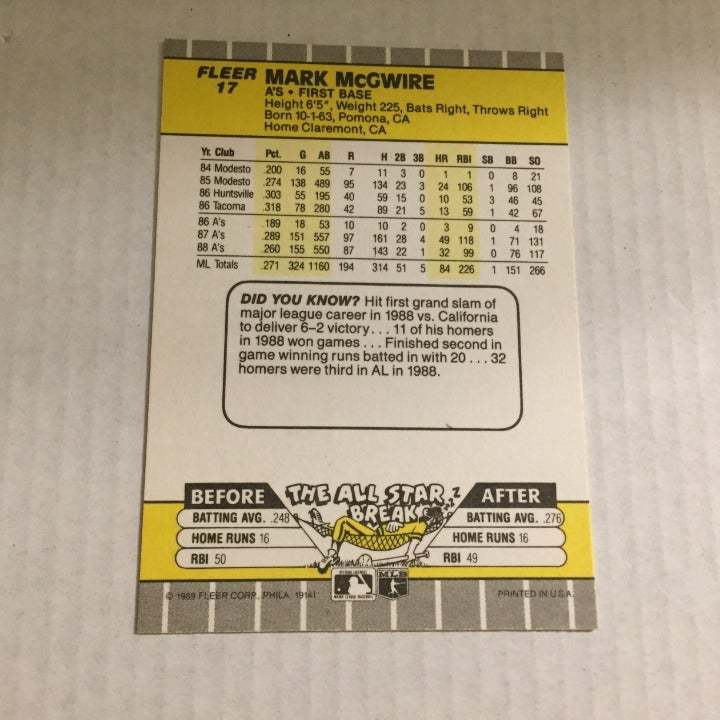 FLEER
17
MARK McGWIRE
A'S • FIRST BASE
Height 6'5", Weight 225, Bats Right, Throws Right
Born 10-1-63, Pomona, CA
Home Claremont, CA
Yr. Club Pct. G AB R H 2B 3B HR RBI SB BB SO
84 Modesto .200 16 55 7 11 3 0 1 1 0 8 21
85 Modesto .274 138 489 95 134 23 3 24 106 1 96 108
86 Huntsville .303 55 195 40 59 15 0 10 53 3 46 45
86 Tacoma .318 78 280 42 89 21 5 13 59 1 42 67
86 A's .189 18 53 10 10 2 0 3 9 0 4 18
87 A's .289 151 557 97 161 28 4 49 118 1 71 131
88 A's .260 155 550 87 143 22 1 32 99 0 76 117
ML Totals .271 324 1160 194 314 51 5 84 226 1 151 266
DID YOU KNOW? Hit first grand slam of
major league career in 1988 vs. California
to deliver 6–2 victory . . . 11 of his homers
in 1988 won games . . . Finished second in
game winning runs batted in with 20 . . . 32
homers were third in AL in 1988.
BEFORE
THE ALL STAR
BREAK
Z Z
AFTER
BATTING AVG. .248
HOME RUNS 16
RBI 50
BATTING AVG. .276
HOME RUNS 16
RBI 49
MLB
© 1989 FLEER CORP., PHILA. 19141
PRINTED IN U.S.A.